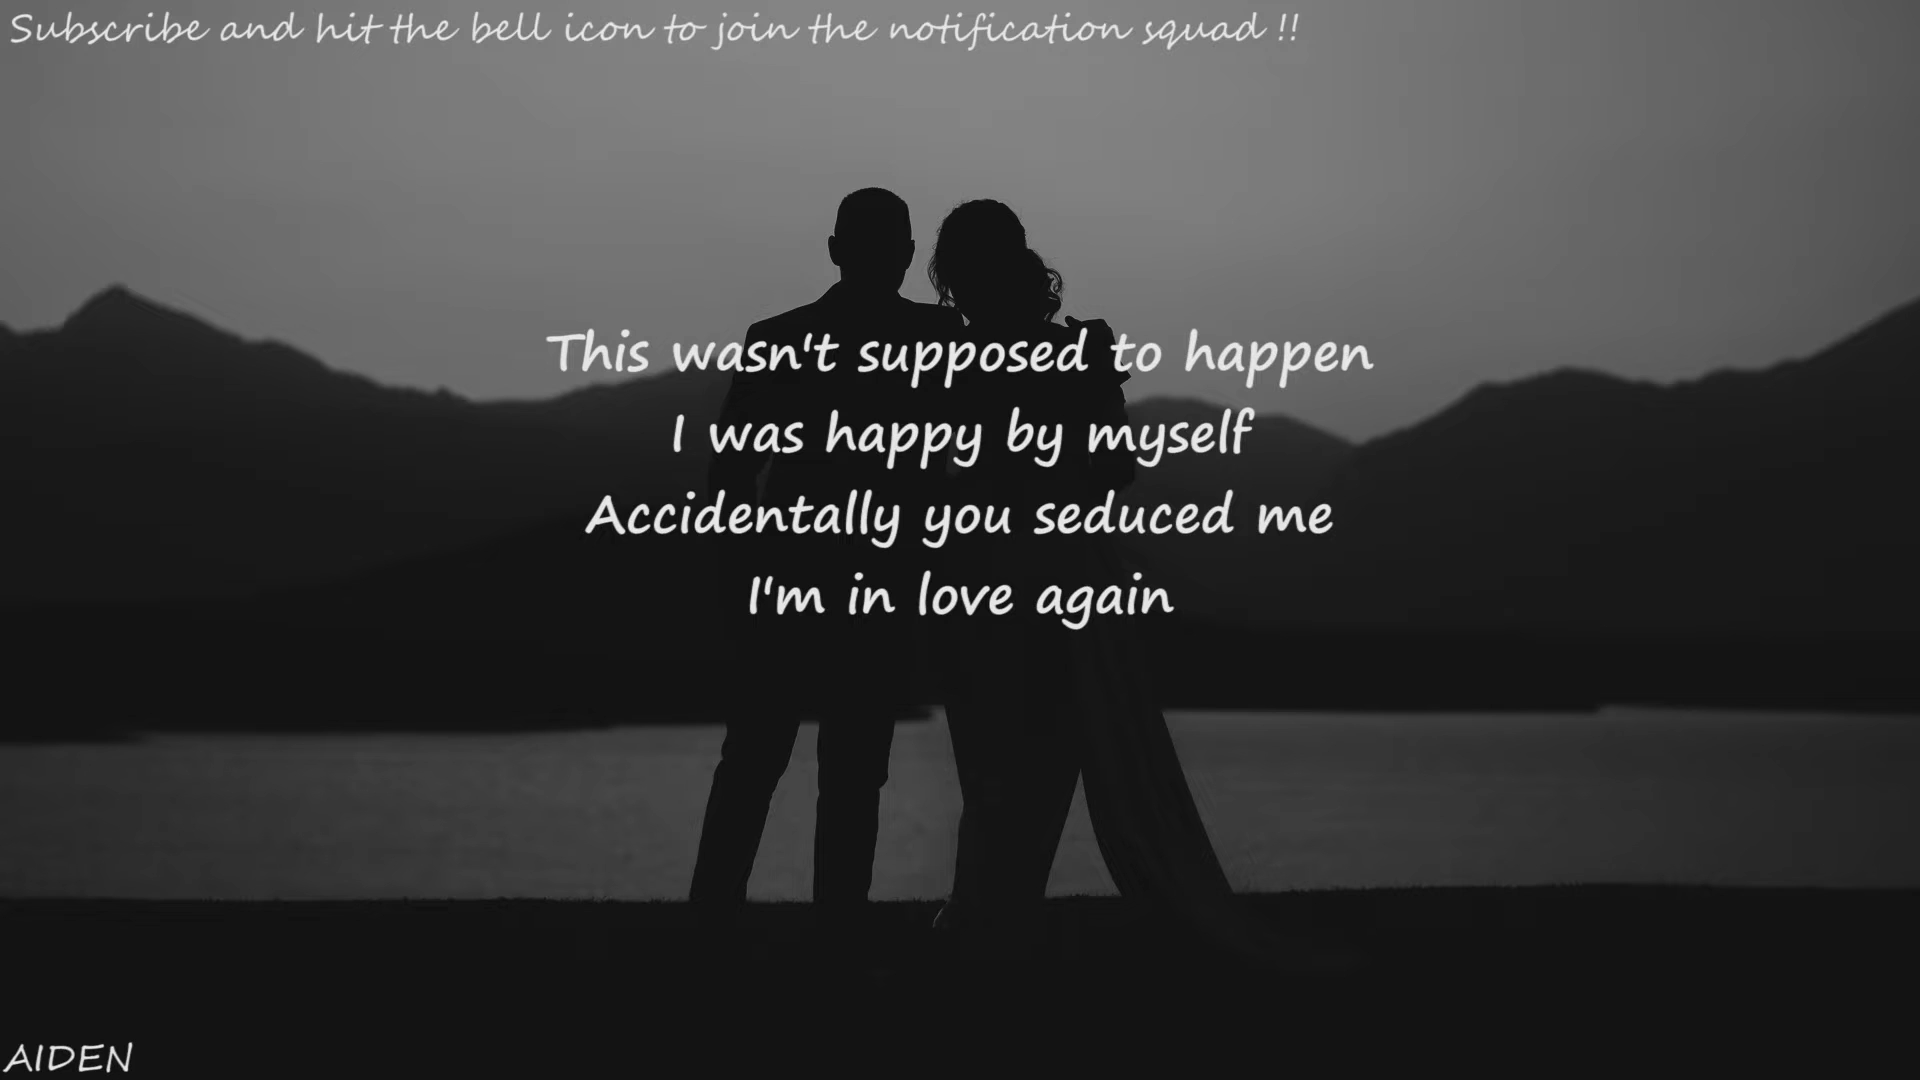 Subscribe and hit the bell icon to join the notification squad !!
This wasn't supposed to happen
I was happy by myself
Accidentally you seduced me
I'm in love again
AIDEN